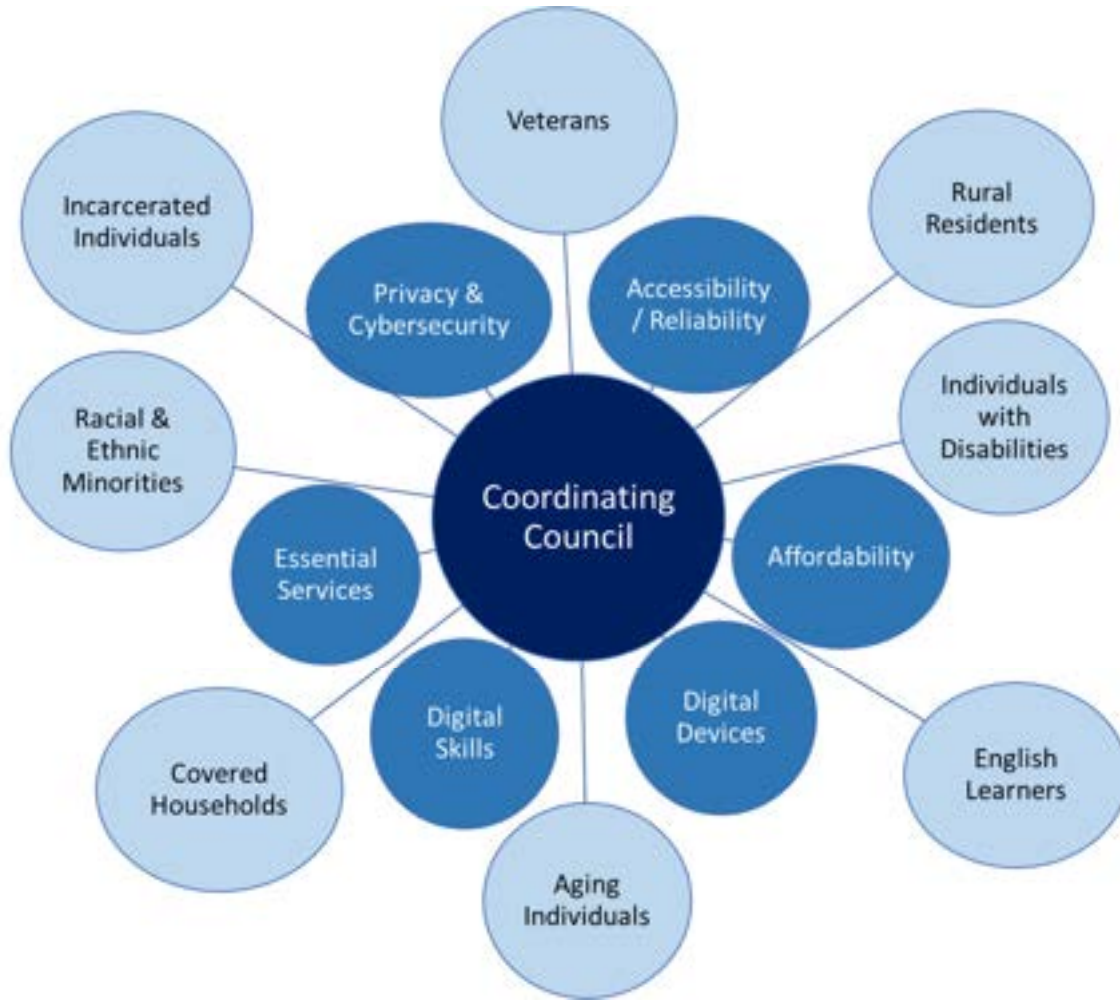 Veterans
Incarcerated
Individuals
Rural
Residents
Privacy &
Cybersecurity
Accessibility
/ Reliability
Racial &
Ethnic
Minorities
Individuals
with
Disabilities
Coordinating
Council
Essential
Services
Affordability
Digital
Skills
Digital
Devices
Covered
Households
English
Learners
Aging
Individuals